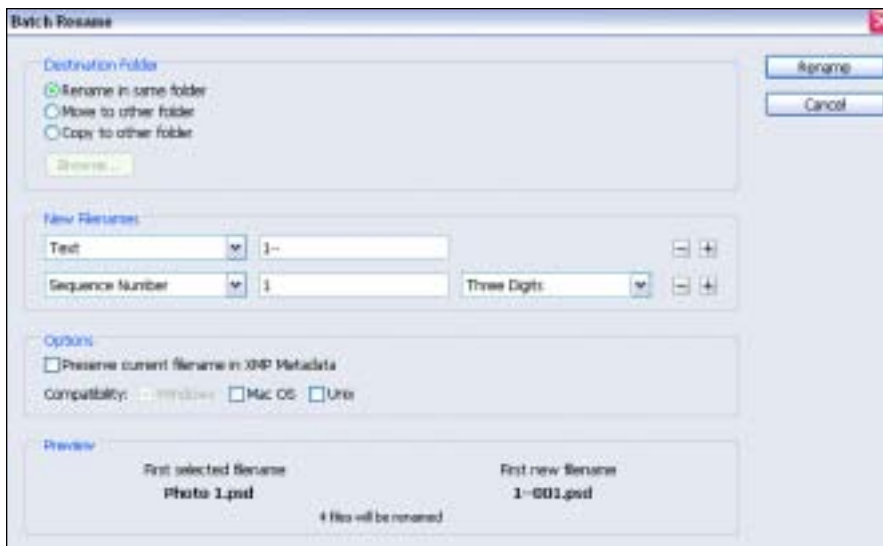 Batch Rename
Destination Folder
Rename in same folder
Move to other folder
Copy to other folder
Browse...
Rename
Cancel
New Filenames
Text 1--
Sequence Number 1 Three Digits
Options
Preserve current filename in XMP Metadata
Compatibility: Windows Mac OS Unix
Preview
First selected filename First new filename
Photo 1.psd 1--001.psd
4 files will be renamed